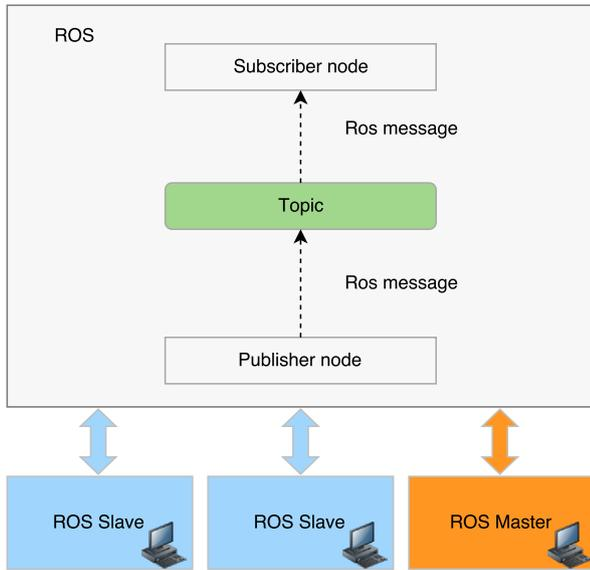 ROS
Subscriber node
Ros message
Topic
Ros message
Publisher node
ROS Slave
ROS Slave
ROS Master